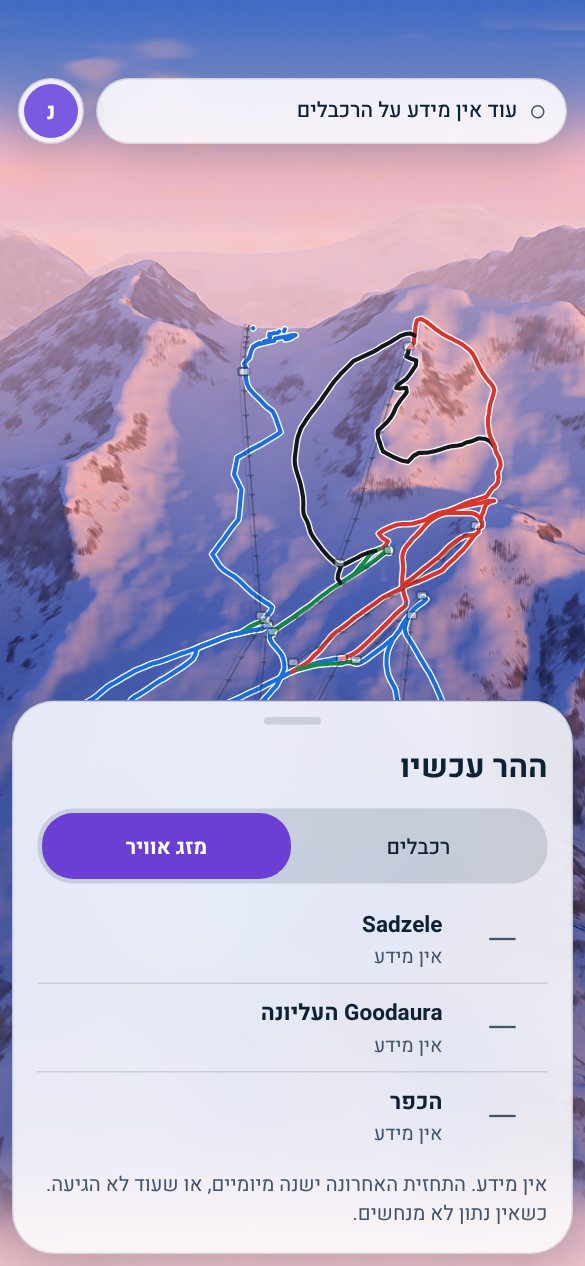 עוד אין מידע על הרכבלים
נ
ההר עכשיו
רכבלים
מזג אוויר
Sadzele
אין מידע
Goodaura העליונה
אין מידע
הכפר
אין מידע
אין מידע. התחזית האחרונה ישנה מיומיים, או שעוד לא הגיעה.
כשאין נתון לא מנחשים.